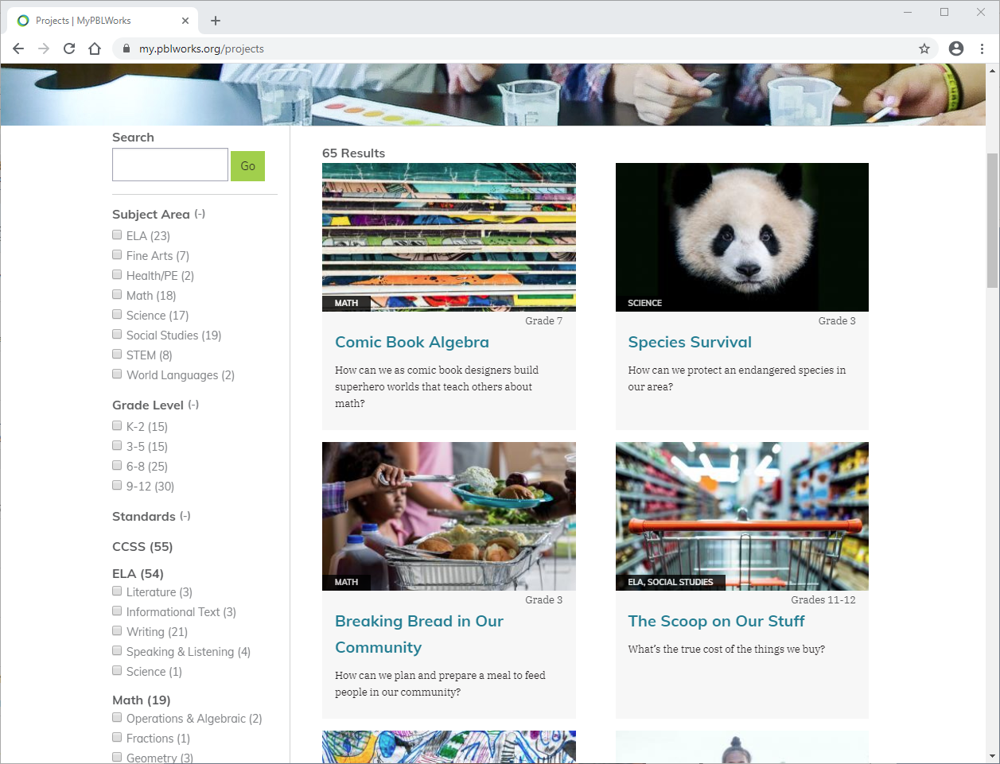 Projects | MyPBLWorks
my.pblworks.org/projects
Search
Go
Subject Area (-)
ELA (23)
Fine Arts (7)
Health/PE (2)
Math (18)
Science (17)
Social Studies (19)
STEM (8)
World Languages (2)
Grade Level (-)
K-2 (15)
3-5 (15)
6-8 (25)
9-12 (30)
Standards (-)
CCSS (55)
ELA (54)
Literature (3)
Informational Text (3)
Writing (21)
Speaking & Listening (4)
Science (1)
Math (19)
Operations & Algebraic (2)
Fractions (1)
Geometry (3)
65 Results
MATH
Grade 7
Comic Book Algebra
How can we as comic book designers build
superhero worlds that teach others about
math?
SCIENCE
Grade 3
Species Survival
How can we protect an endangered species in
our area?
MATH
Grade 3
Breaking Bread in Our
Community
How can we plan and prepare a meal to feed
people in our community?
ELA, SOCIAL STUDIES
Grades 11-12
The Scoop on Our Stuff
What's the true cost of the things we buy?